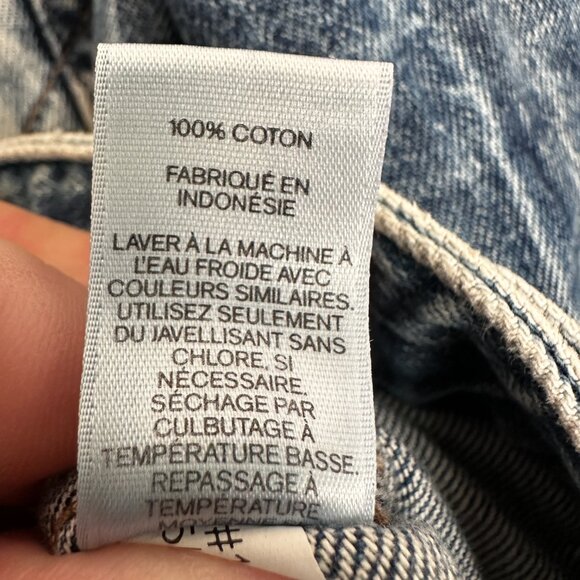 100% COTON
FABRIQUÉ EN
INDONÉSIE
LAVER À LA MACHINE À
L'EAU FROIDE AVEC
COULEURS SIMILAIRES.
UTILISEZ SEULEMENT
DU JAVELLISANT SANS
CHLORE, SI
NÉCESSAIRE.
SÉCHAGE PAR
CULBUTAGE À
TEMPÉRATURE BASSE.
REPASSAGE À
TEMPÉRATURE
MOYENNE